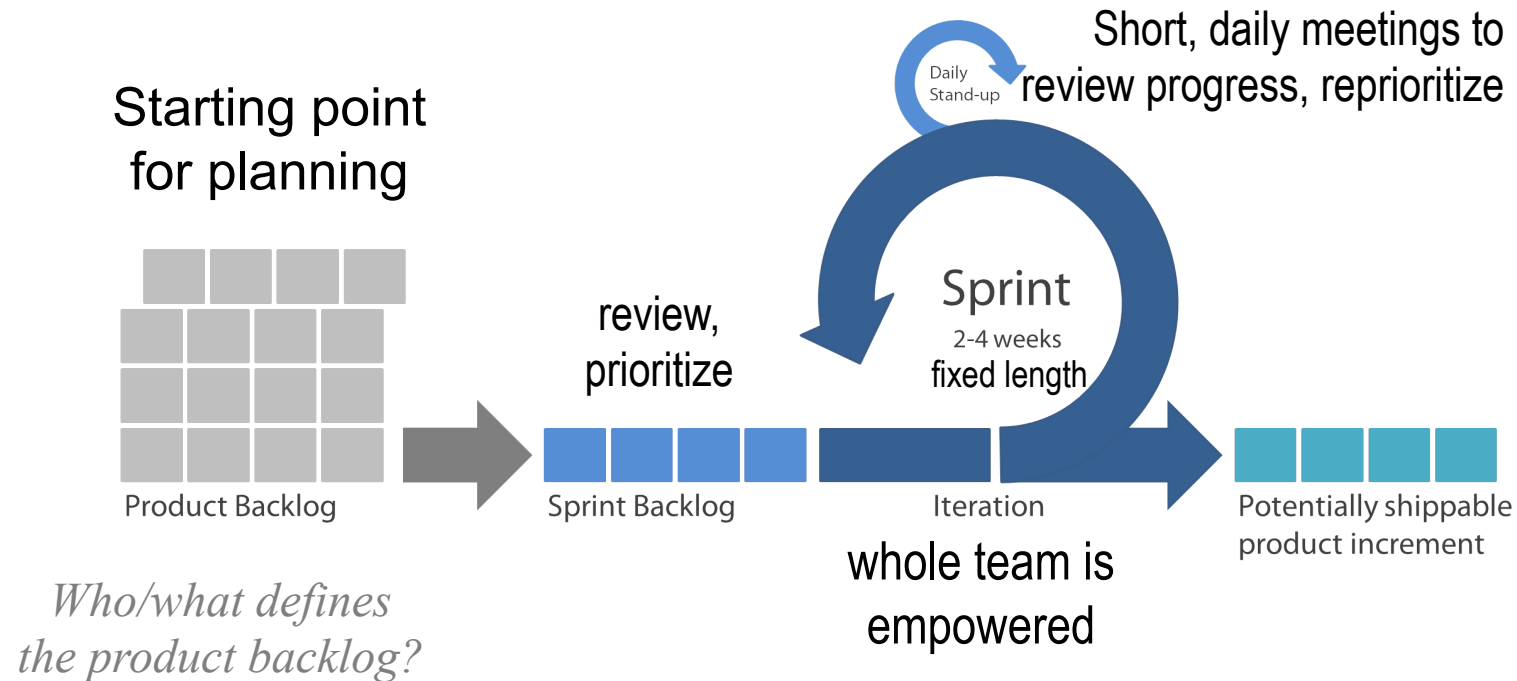 Starting point
for planning
Product Backlog
Who/what defines
the product backlog?
review,
prioritize
Sprint Backlog
Daily
Stand-up
Short, daily meetings to
review progress, reprioritize
Sprint
2-4 weeks
fixed length
Iteration
whole team is
empowered
Potentially shippable
product increment